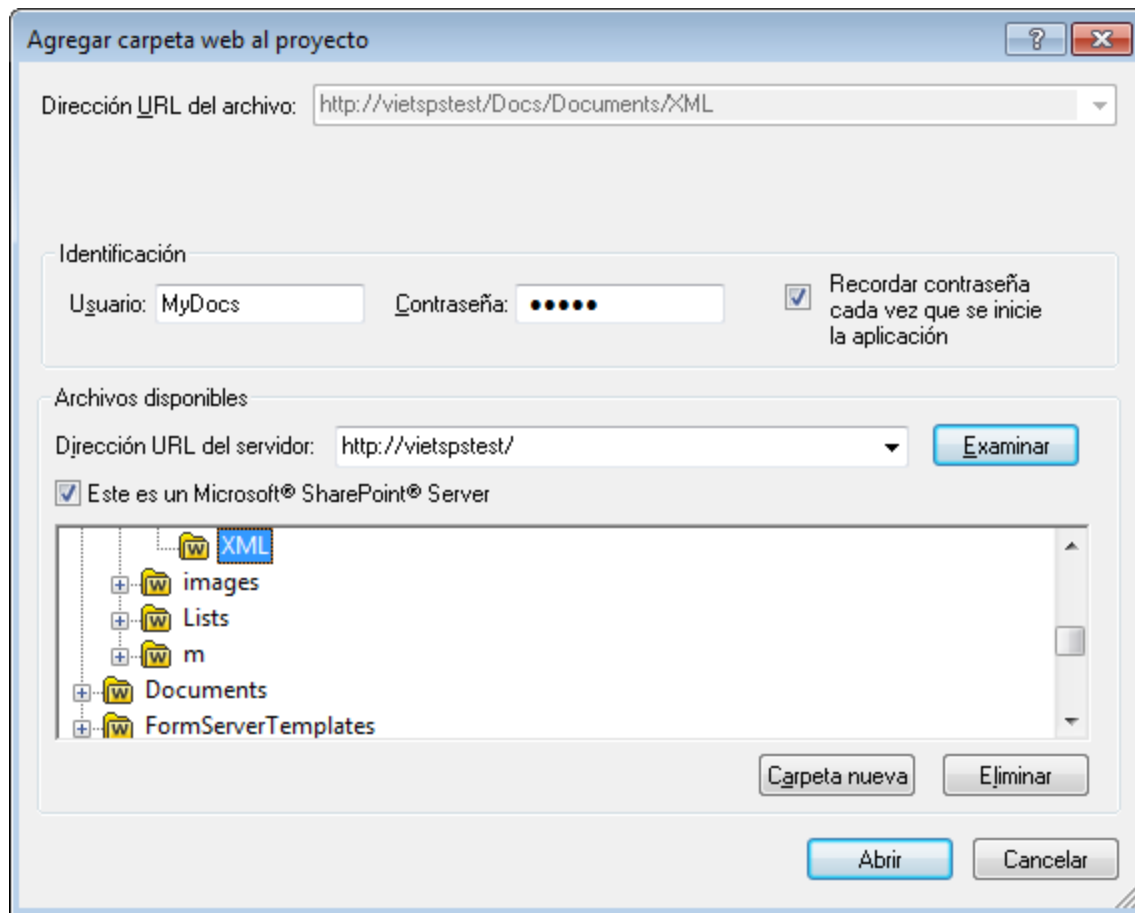 Agregar carpeta web al proyecto
Dirección URL del archivo: http://vietspstest/Docs/Documents/XML
Identificación
Usuario: MyDocs Contraseña: ●●●●● Recordar contraseña
cada vez que se inicie
la aplicación
Archivos disponibles
Dirección URL del servidor: http://vietspstest/ Examinar
Este es un Microsoft® SharePoint® Server
XML
images
Lists
m
Documents
FormServerTemplates
Carpeta nueva Eliminar
Abrir Cancelar